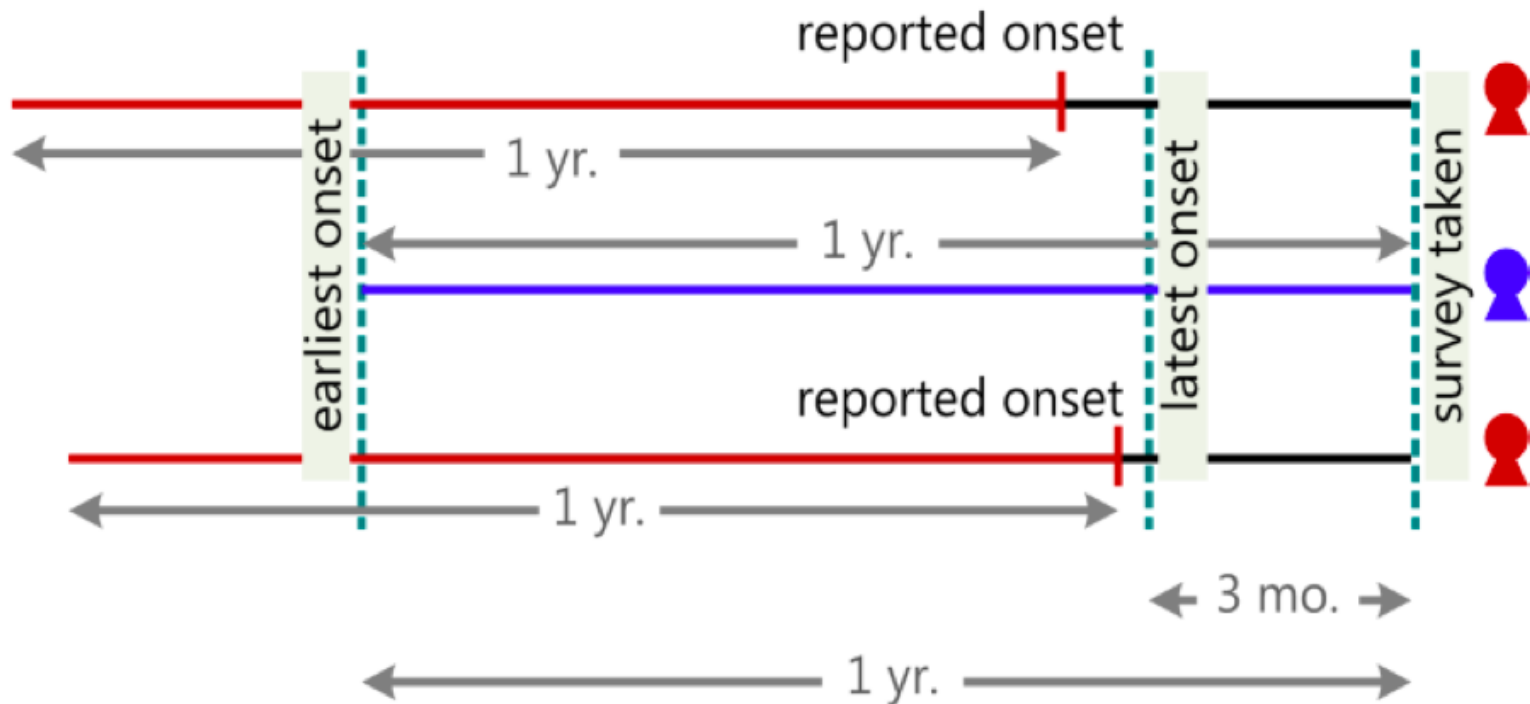 reported onset
1 yr.
1 yr.
earliest onset
latest onset
survey taken
reported onset
1 yr.
3 mo.
1 yr.